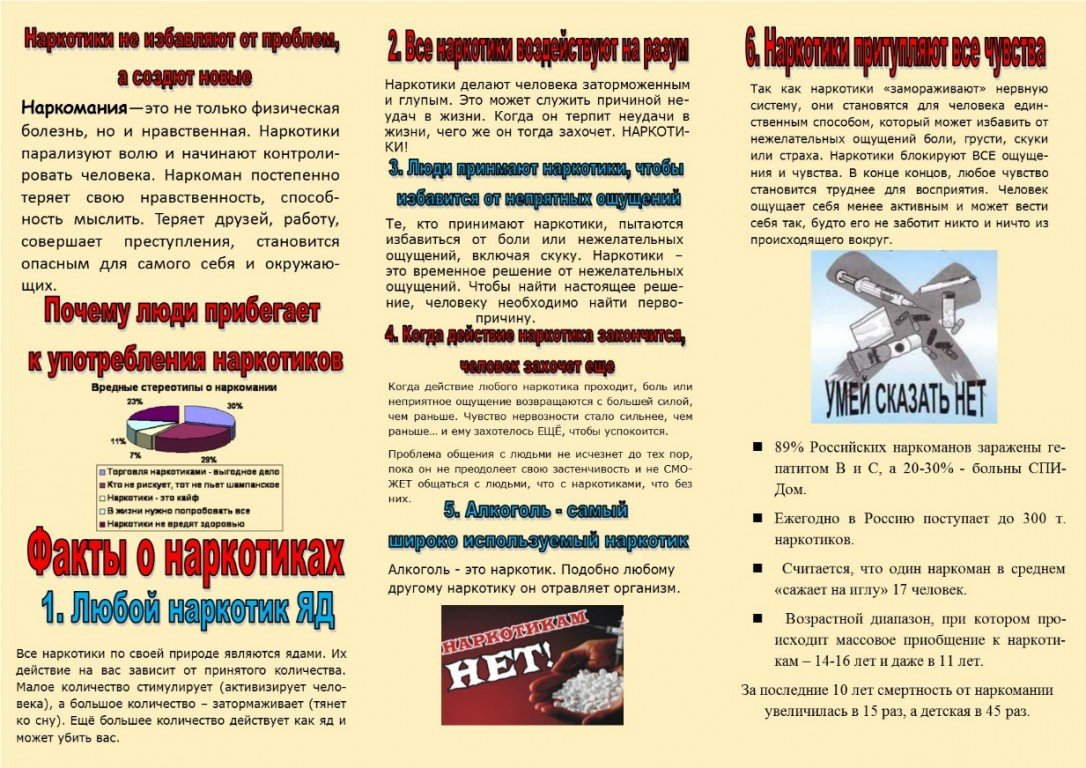 Наркотики не избавляют от проблем,
а создют новые
Наркомания—это не только физическая
болезнь, но и нравственная. Наркотики
парализуют волю и начинают контроли-
ровать человека. Наркоман постепенно
теряет свою нравственность, способ-
ность мыслить. Теряет друзей, работу,
совершает преступления, становится
опасным для самого себя и окружаю-
щих.
Почему люди прибегает
к употребления наркотиков
Вредные стереотипы о наркомании
23%
30%
11%
7%
29%
Торговля наркотиками - выгодное дело
Кто не рискует, тот не пьет шампанское
Наркотики - это кайф
В жизни нужно попробовать все
Наркотики не вредят здоровью
Факты о наркотиках
1. Любой наркотик ЯД
Все наркотики по своей природе являются ядами. Их
действие на вас зависит от принятого количества.
Малое количество стимулирует (активизирует чело-
века), а большое количество – затормаживает (тянет
ко сну). Ещё большее количество действует как яд и
может убить вас.
2. Все наркотики воздействуют на разум
Наркотики делают человека заторможенным
и глупым. Это может служить причиной не-
удач в жизни. Когда он терпит неудачи в
жизни, чего же он тогда захочет. НАРКОТИ-
КИ!
3. Люди принмают наркотики, чтобы
избавится от непрятных ощущений
Те, кто принимают наркотики, пытаются
избавиться от боли или нежелательных
ощущений, включая скуку. Наркотики –
это временное решение от нежелательных
ощущений. Чтобы найти настоящее реше-
ние, человеку необходимо найти перво-
причину.
4. Когда действие наркотика закончится,
человек захочет еще
Когда действие любого наркотика проходит, боль или
неприятное ощущение возвращаются с большей силой,
чем раньше. Чувство нервозности стало сильнее, чем
раньше… и ему захотелось ЕЩЁ, чтобы успокоится.
Проблема общения с людьми не исчезнет до тех пор,
пока он не преодолеет свою застенчивость и не СМО-
ЖЕТ общаться с людьми, что с наркотиками, что без
них.
5. Алкоголь - самый
широко используемый наркотик
Алкоголь - это наркотик. Подобно любому
другому наркотику он отравляет организм.
НАРКОТИКАМ
НЕТ!
6. Наркотики притупляют все чувства
Так как наркотики «замораживают» нервную
систему, они становятся для человека един-
ственным способом, который может избавить от
нежелательных ощущений боли, грусти, скуки
или страха. Наркотики блокируют ВСЕ ощуще-
ния и чувства. В конце концов, любое чувство
становится труднее для восприятия. Человек
ощущает себя менее активным и может вести
себя так, будто его не заботит никто и ничто из
происходящего вокруг.
УМЕЙ СКАЗАТЬ НЕТ
■ 89% Российских наркоманов заражены ге-
патитом В и С, а 20-30% - больны СПИ-
Дом.
■ Ежегодно в Россию поступает до 300 т.
наркотиков.
■ Считается, что один наркоман в среднем
«сажает на иглу» 17 человек.
■ Возрастной диапазон, при котором про-
исходит массовое приобщение к наркоти-
кам – 14-16 лет и даже в 11 лет.
За последние 10 лет смертность от наркомании
увеличилась в 15 раз, а детская в 45 раз.